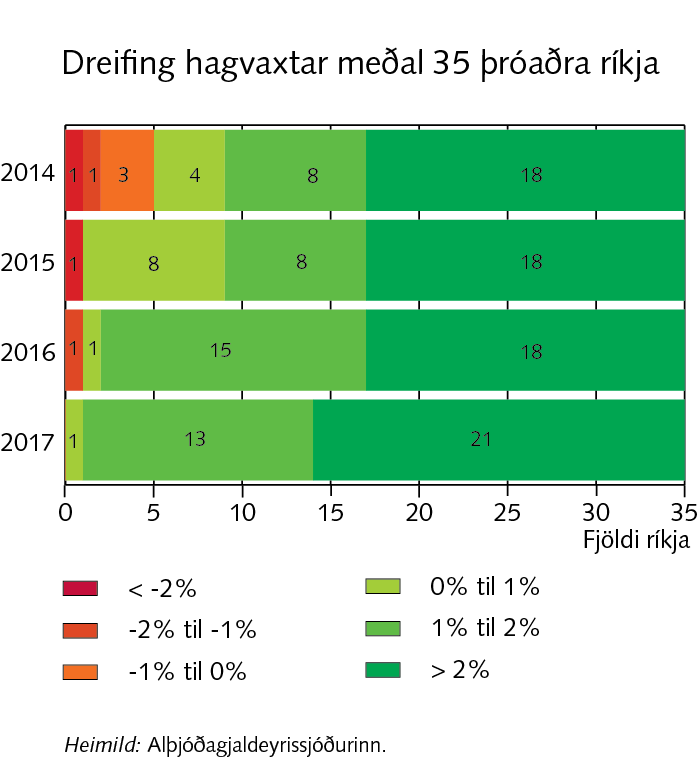 Dreifing hagvaxtar meðal 35 þróaðra ríkja
2014 1 1 3 4 8 18
2015 1 8 8 18
2016 1 1 15 18
2017 1 13 21
0 5 10 15 20 25 30 35
Fjöldi ríkja
< -2% 0% til 1%
-2% til -1% 1% til 2%
-1% til 0% > 2%
Heimild: Alþjóðagjaldeyrissjóðurinn.